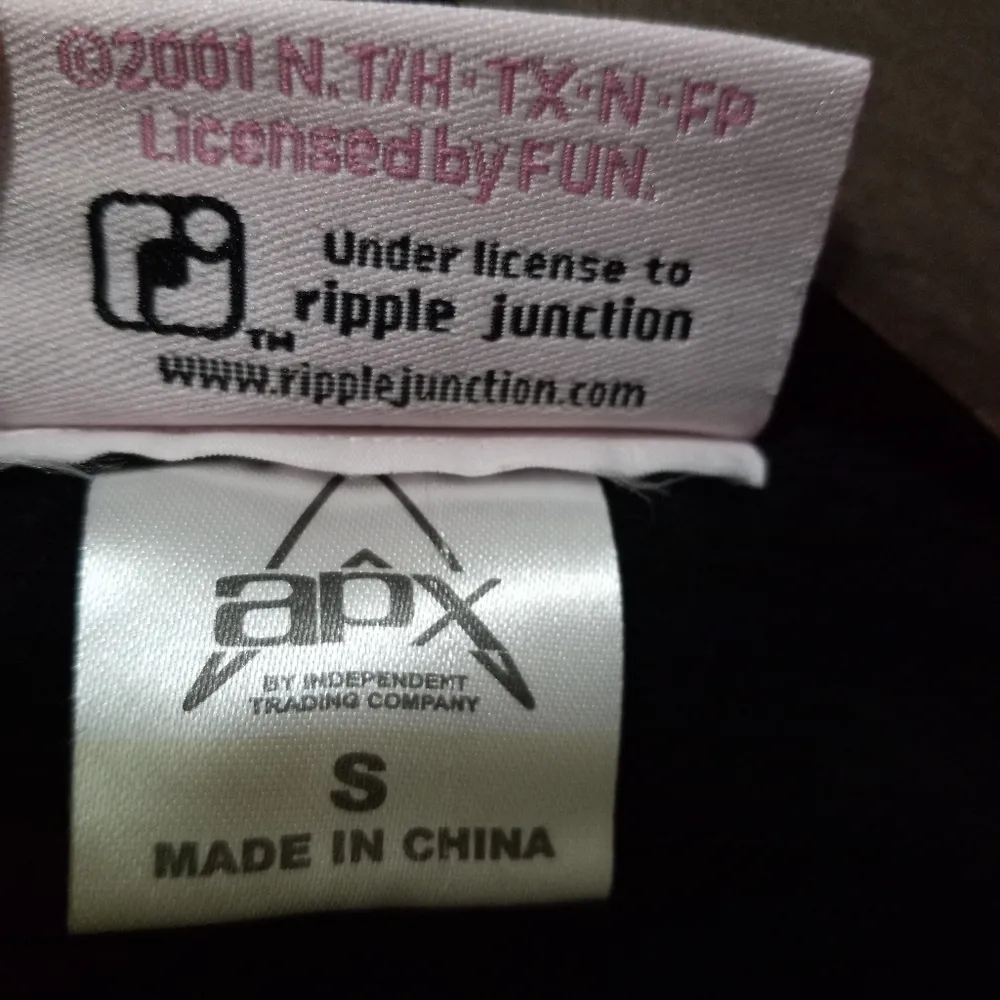 ©2001 N.T/H·TX·N·FP
Licensed by FUN.
Under license to
ripple junction
TM
www.ripplejunction.com
apx
BY INDEPENDENT
TRADING COMPANY
S
MADE IN CHINA